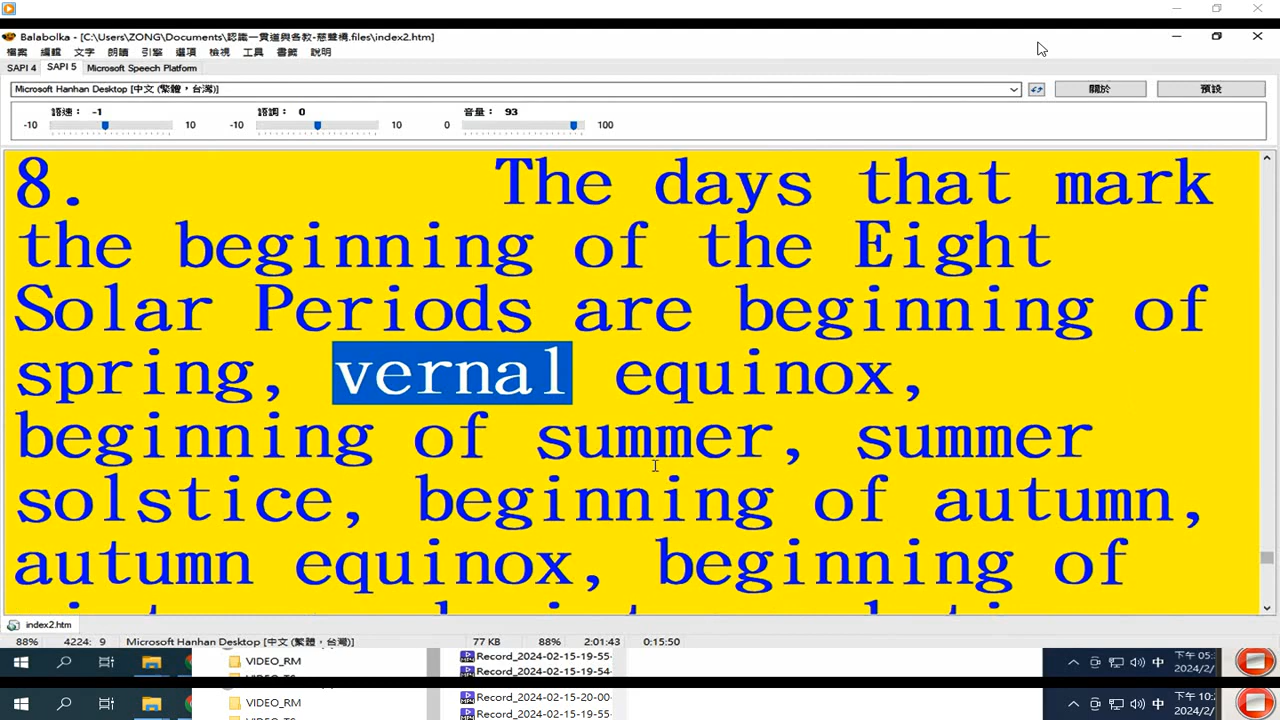 Balabolka - [C:\Users\ZONG\Documents\認識一貫道與各教-慈聲橋.files\index2.htm]
檔案 編輯 文字 朗讀 引擎 選項 檢視 工具 書籤 說明
SAPI 4 SAPI 5 Microsoft Speech Platform
Microsoft Hanhan Desktop [中文 (繁體，台灣)] 關於 預設
語速： -1 語調： 0 音量： 93
-10 10 -10 10 0 100
8. The days that mark
the beginning of the Eight
Solar Periods are beginning of
spring, vernal equinox,
beginning of summer, summer
solstice, beginning of autumn,
autumn equinox, beginning of
index2.htm
88% 4224: 9 Microsoft Hanhan Desktop [中文 (繁體，台灣)] 77 KB 88% 2:01:43 0:15:50
VIDEO_RM Record_2024-02-15-19-55- 中 下午 05:
Record_2024-02-15-19-54- 2024/2/
VIDEO_RM Record_2024-02-15-20-00- 中 下午 10:
Record_2024-02-15-19-55- 2024/2/